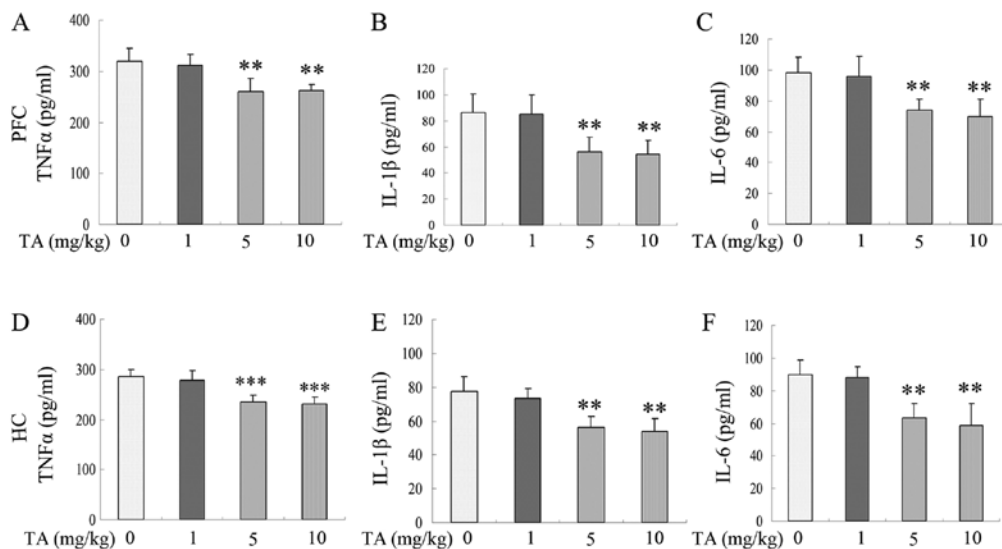 A
PFC
TNFα (pg/ml)
400
300
200
100
0
** **
TA (mg/kg) 0 1 5 10
B
IL-1β (pg/ml)
120
100
80
60
40
20
0
** **
TA (mg/kg) 0 1 5 10
C
IL-6 (pg/ml)
120
100
80
60
40
20
0
** **
TA (mg/kg) 0 1 5 10
D
HC
TNFα (pg/ml)
400
300
200
100
0
*** ***
TA (mg/kg) 0 1 5 10
E
IL-1β (pg/ml)
120
100
80
60
40
20
0
** **
TA (mg/kg) 0 1 5 10
F
IL-6 (pg/ml)
120
100
80
60
40
20
0
** **
TA (mg/kg) 0 1 5 10